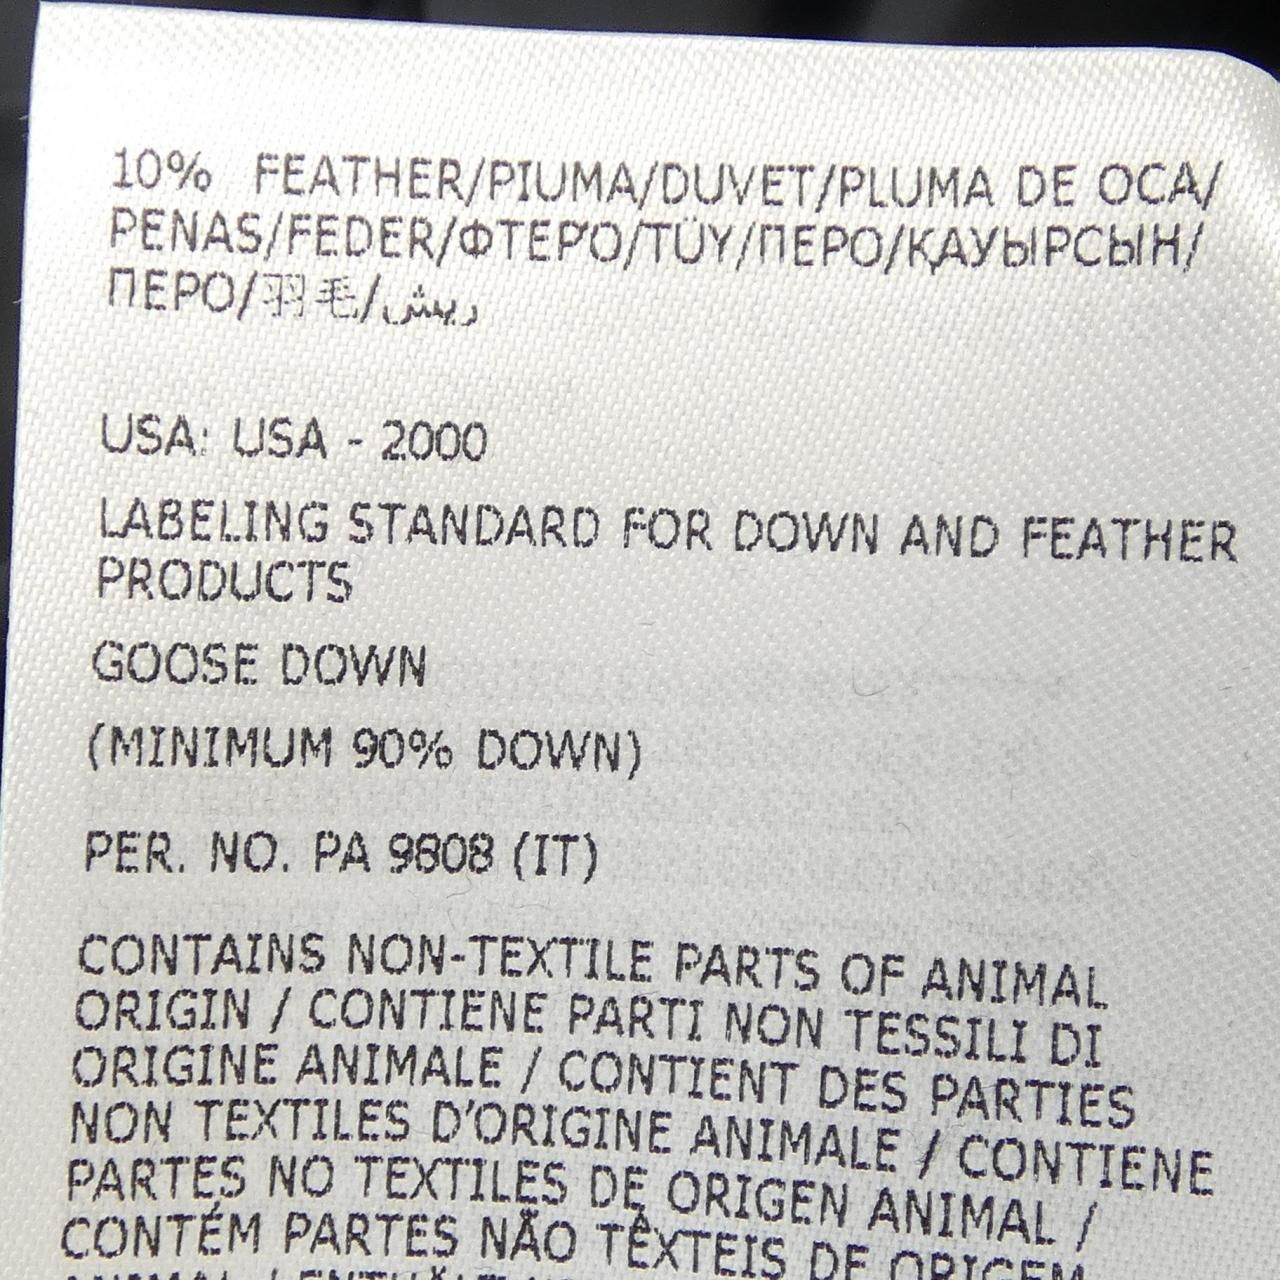 10% FEATHER/PIUMA/DUVET/PLUMA DE OCA/
PENAS/FEDER/ΦΤΕΡΌ/TÜY/ПЕРО/ҚАУЫРСЫН/
ПЕРО/羽毛/ریش
USA: USA - 2000
LABELING STANDARD FOR DOWN AND FEATHER
PRODUCTS
GOOSE DOWN
(MINIMUM 90% DOWN)
PER. NO. PA 9808 (IT)
CONTAINS NON-TEXTILE PARTS OF ANIMAL
ORIGIN / CONTIENE PARTI NON TESSILI DI
ORIGINE ANIMALE / CONTIENT DES PARTIES
NON TEXTILES D'ORIGINE ANIMALE / CONTIENE
PARTES NO TEXTILES DE ORIGEN ANIMAL /
CONTÉM PARTES NÃO TÊXTEIS DE ORIGEM